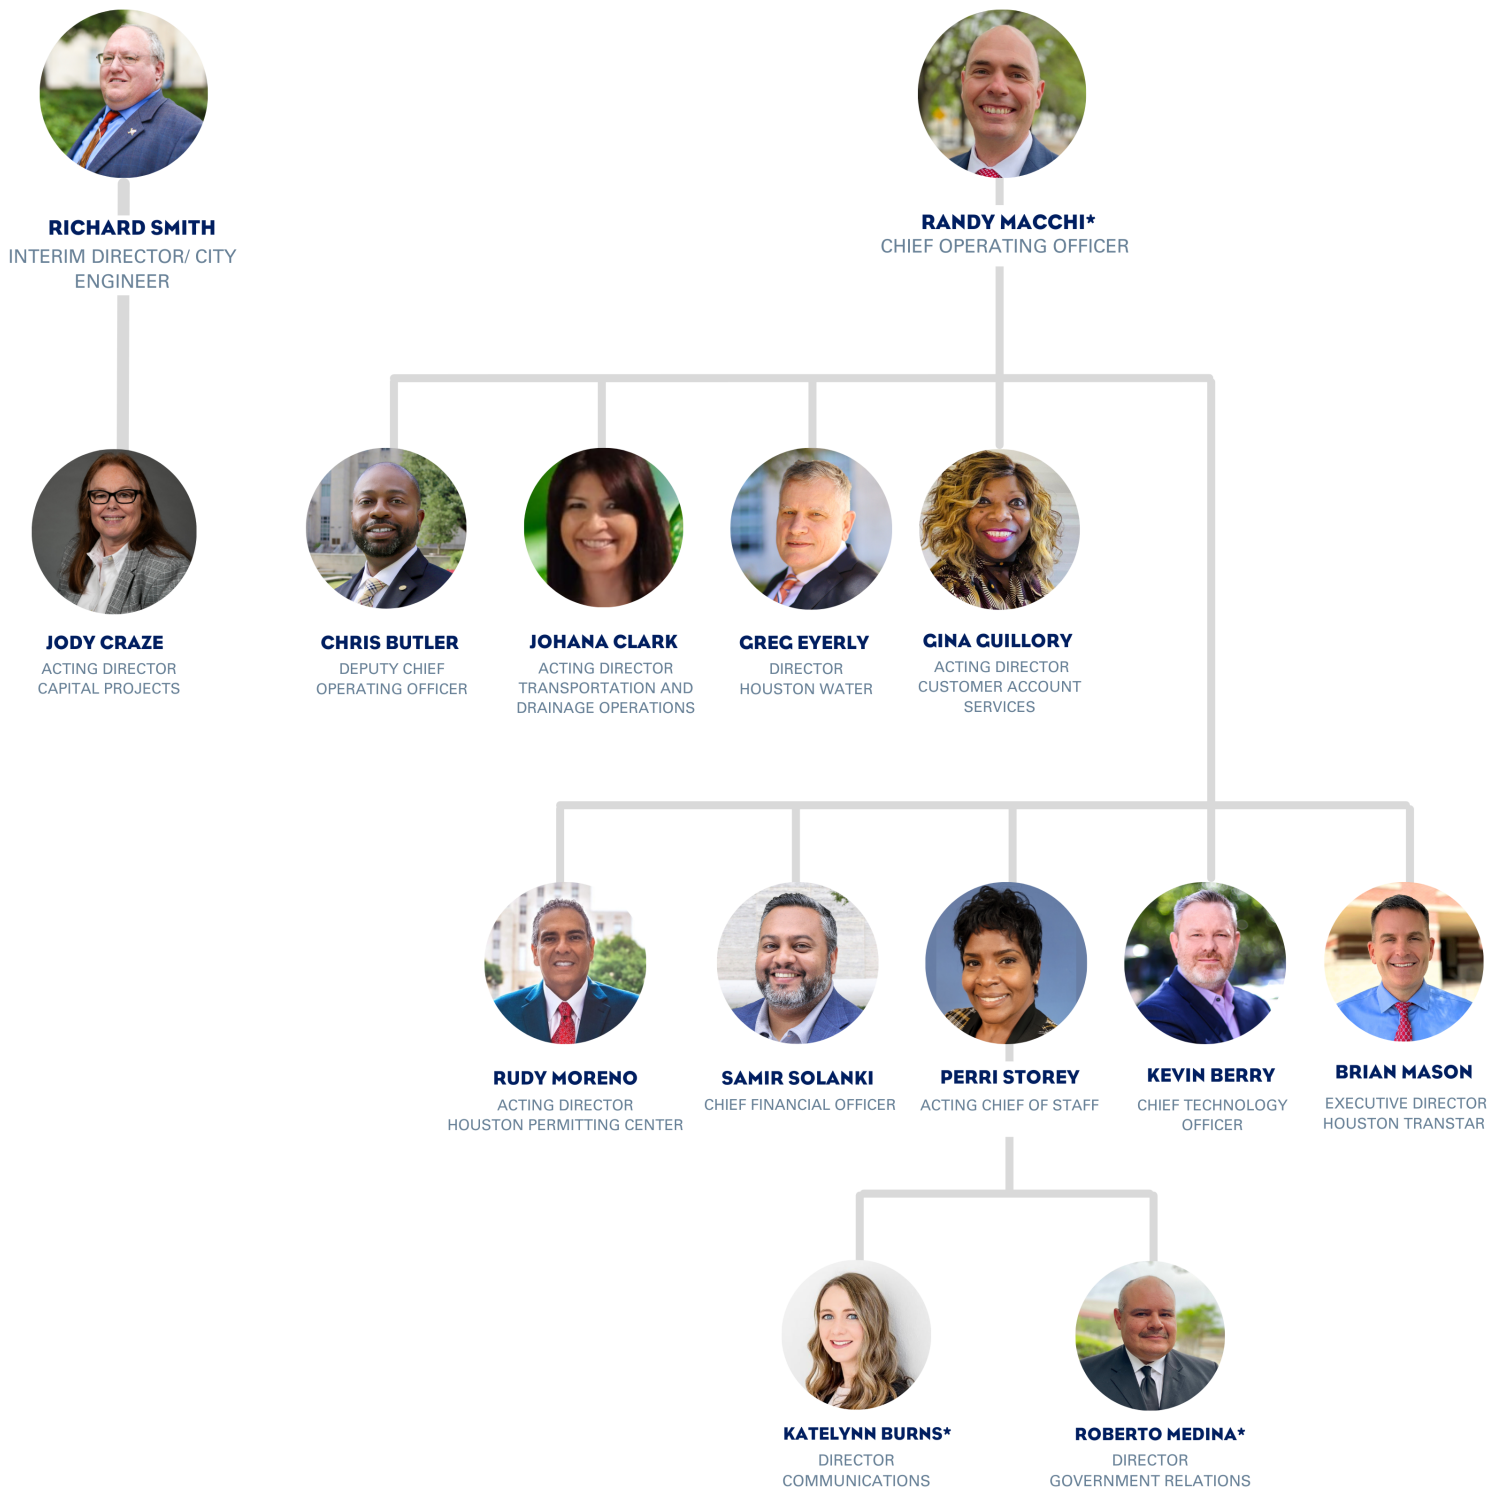 RICHARD SMITH
INTERIM DIRECTOR/ CITY
ENGINEER
RANDY MACCHI*
CHIEF OPERATING OFFICER
JODY CRAZE
ACTING DIRECTOR
CAPITAL PROJECTS
CHRIS BUTLER
DEPUTY CHIEF
OPERATING OFFICER
JOHANA CLARK
ACTING DIRECTOR
TRANSPORTATION AND
DRAINAGE OPERATIONS
GREG EYERLY
DIRECTOR
HOUSTON WATER
GINA GUILLORY
ACTING DIRECTOR
CUSTOMER ACCOUNT
SERVICES
RUDY MORENO
ACTING DIRECTOR
HOUSTON PERMITTING CENTER
SAMIR SOLANKI
CHIEF FINANCIAL OFFICER
PERRI STOREY
ACTING CHIEF OF STAFF
KEVIN BERRY
CHIEF TECHNOLOGY
OFFICER
BRIAN MASON
EXECUTIVE DIRECTOR
HOUSTON TRANSTAR
KATELYNN BURNS*
DIRECTOR
COMMUNICATIONS
ROBERTO MEDINA*
DIRECTOR
GOVERNMENT RELATIONS